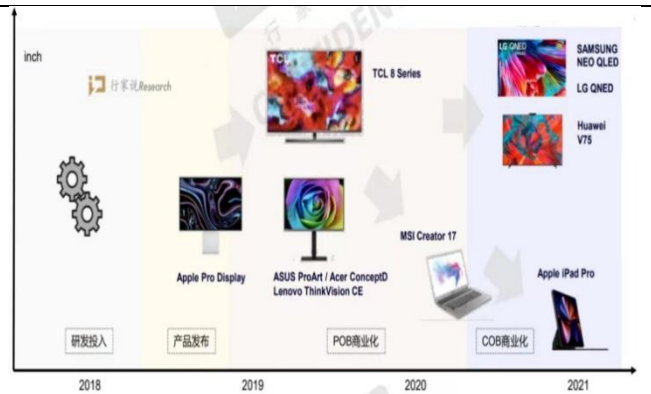 inch
行家说Research
TCL
TCL 8 Series
LG QNED
SAMSUNG
NEO QLED
LG QNED
Huawei
V75
Apple Pro Display
ASUS ProArt / Acer ConceptD
Lenovo ThinkVision CE
MSI Creator 17
Apple iPad Pro
研发投入
产品发布
POB商业化
COB商业化
2018
2019
2020
2021